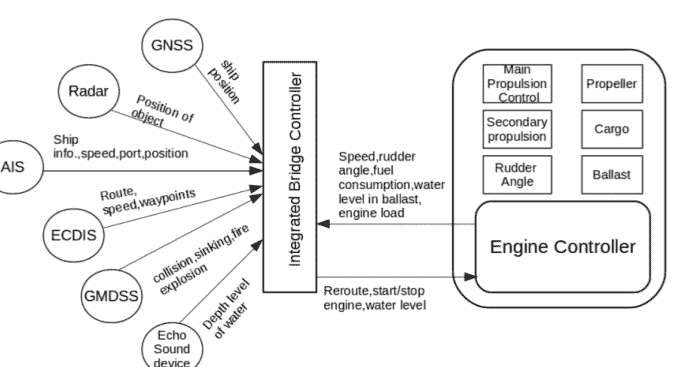 GNSS
ship
position
Radar
Position of
object
AIS
Ship
info.,speed,port,position
ECDIS
Route,
speed,waypoints
GMDSS
collision,sinking,fire
explosion
Echo
Sound
device
Depth level
of water
Integrated Bridge Controller
Speed,rudder
angle,fuel
consumption,water
level in ballast,
engine load
Reroute,start/stop
engine,water level
Main
Propulsion
Control
Propeller
Secondary
propulsion
Cargo
Rudder
Angle
Ballast
Engine Controller